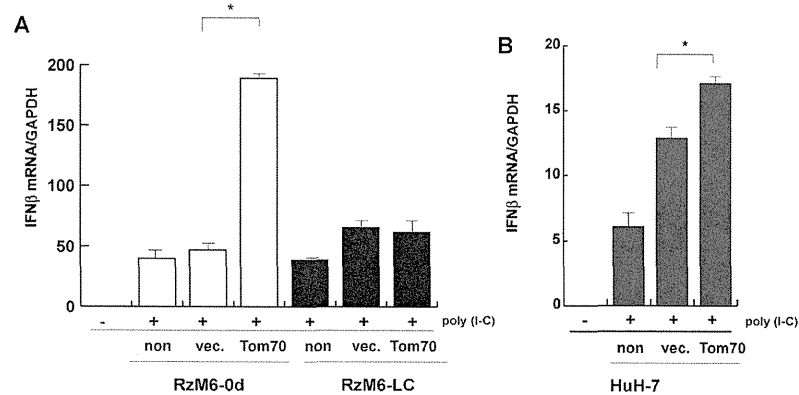 A
*
IFNβ mRNA/GAPDH
200
150
100
50
0
- + + + + + + poly (I-C)
non vec. Tom70 non vec. Tom70
RzM6-0d RzM6-LC
B
*
IFNβ mRNA/GAPDH
20
15
10
5
0
- + + + poly (I-C)
non vec. Tom70
HuH-7